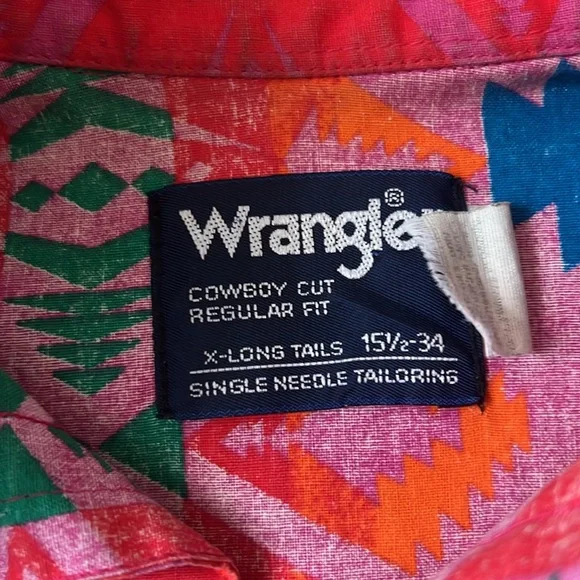 Wrangler®
COWBOY CUT
REGULAR FIT
X-LONG TAILS 15½-34
SINGLE NEEDLE TAILORING